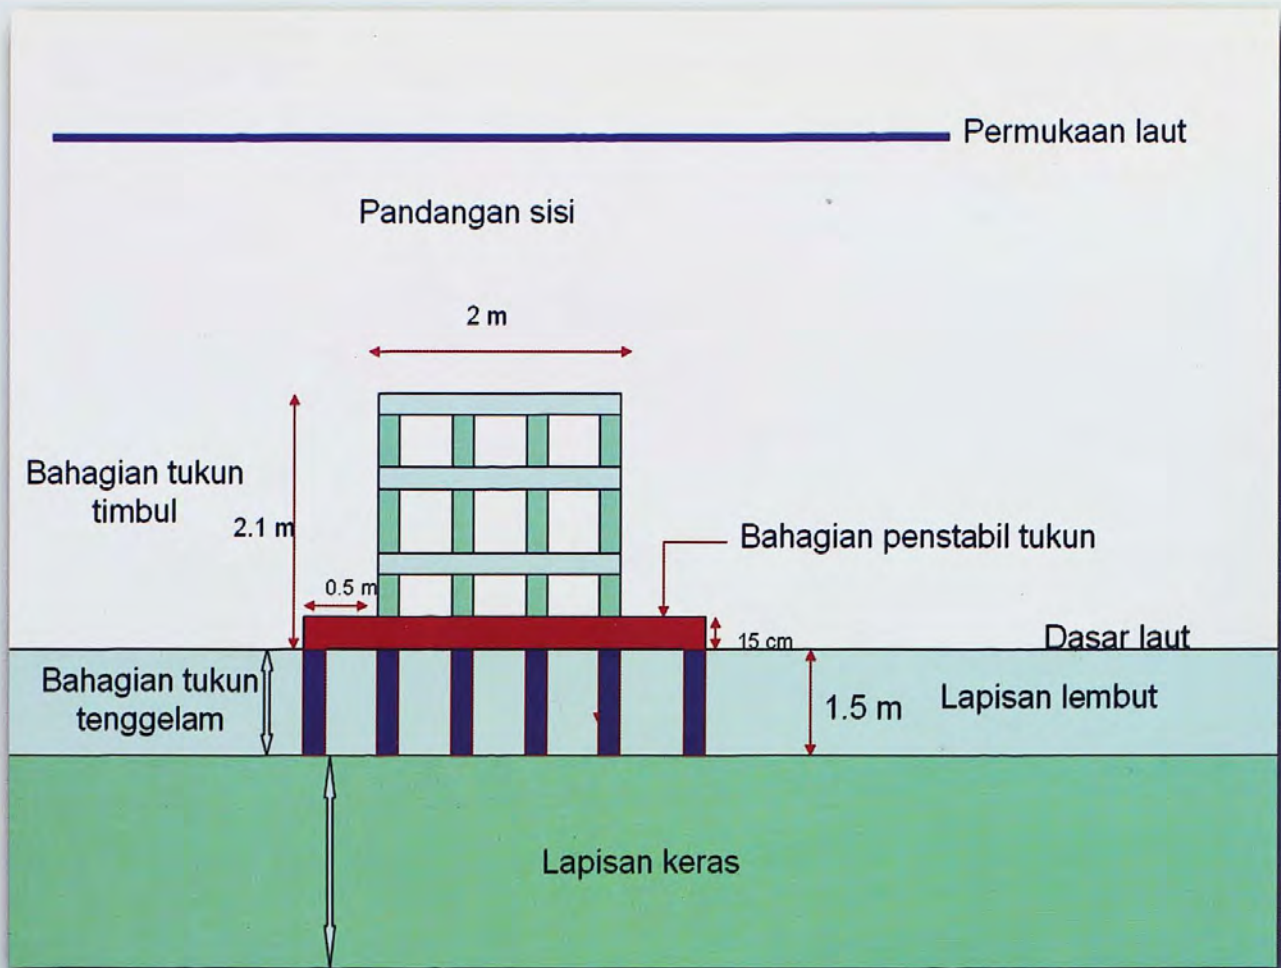 Permukaan laut
Pandangan sisi
2 m
Bahagian tukun
timbul
2.1 m
Bahagian penstabil tukun
0.5 m
15 cm
Dasar laut
Bahagian tukun
tenggelam
1.5 m
Lapisan lembut
Lapisan keras